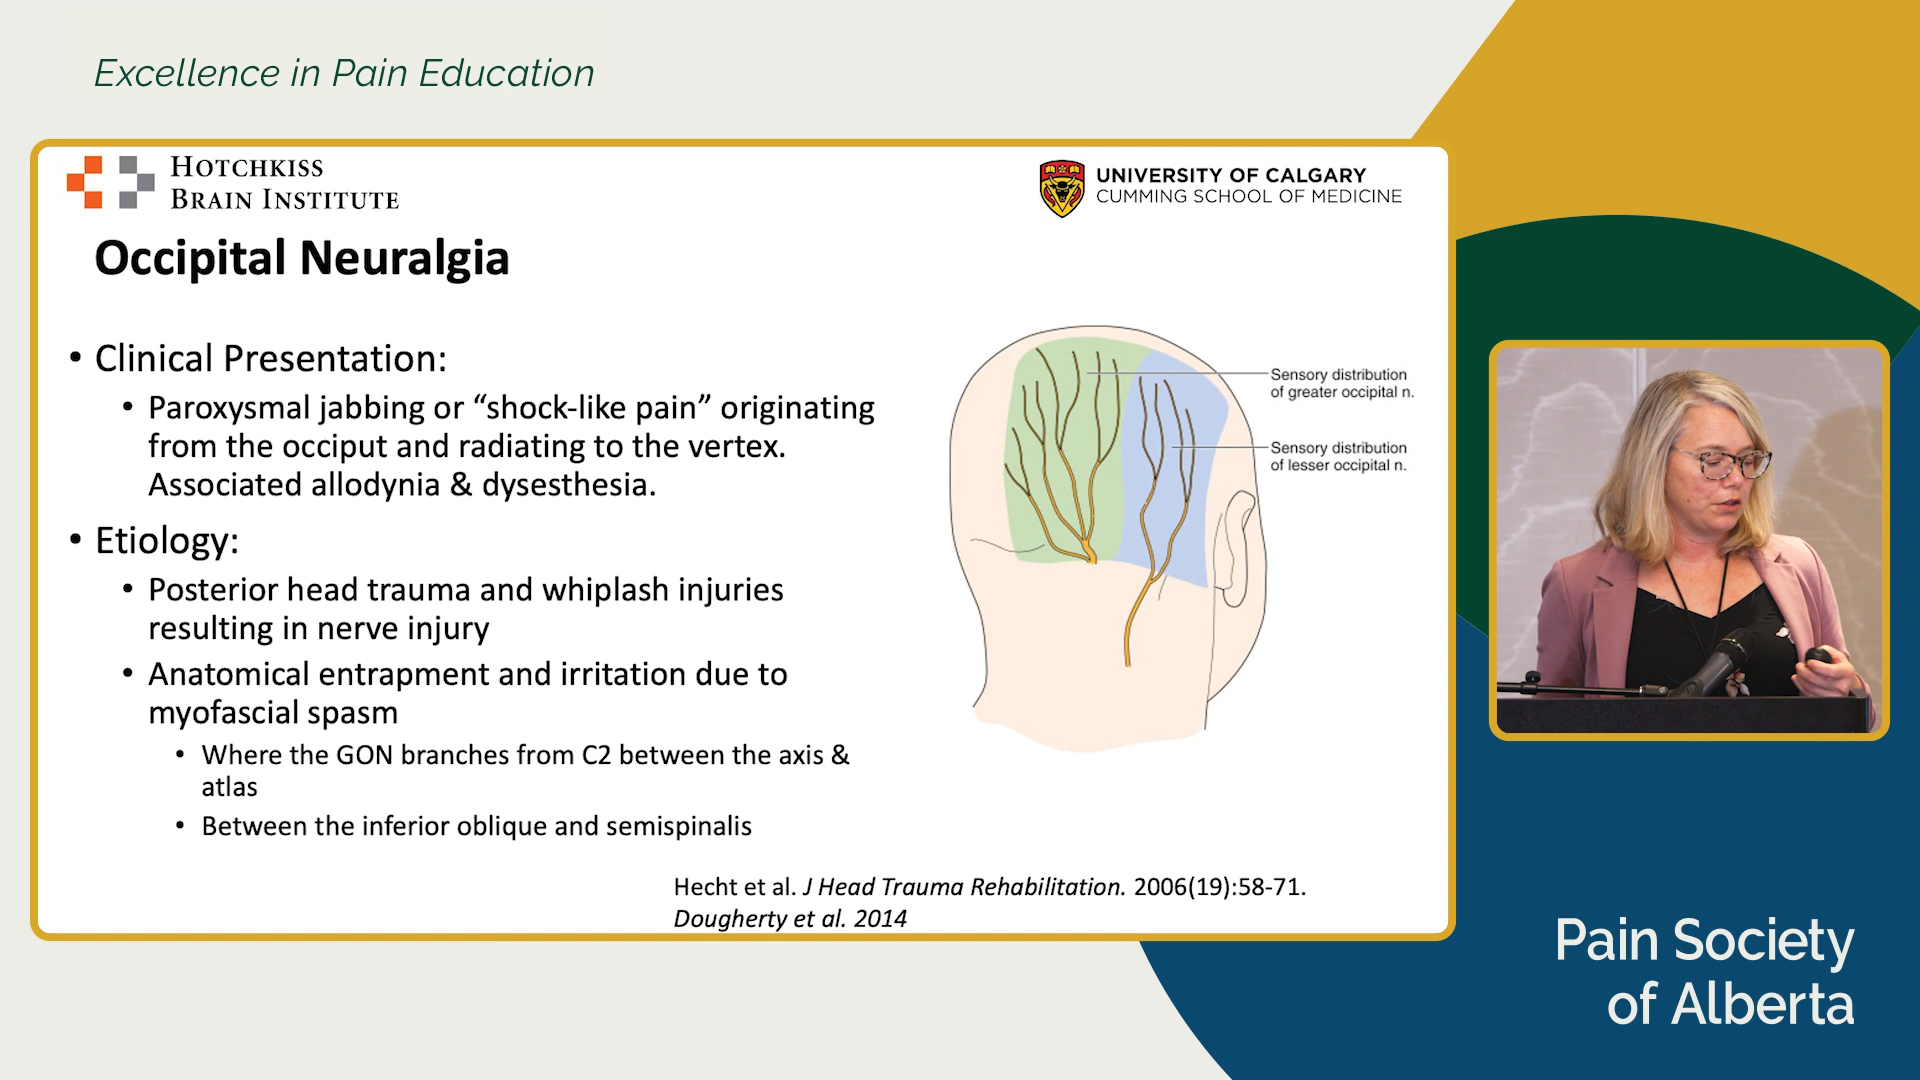 Excellence in Pain Education
HOTCHKISS
BRAIN INSTITUTE
UNIVERSITY OF CALGARY
CUMMING SCHOOL OF MEDICINE
Occipital Neuralgia
• Clinical Presentation:
• Paroxysmal jabbing or “shock-like pain” originating
from the occiput and radiating to the vertex.
Associated allodynia & dysesthesia.
• Etiology:
• Posterior head trauma and whiplash injuries
resulting in nerve injury
• Anatomical entrapment and irritation due to
myofascial spasm
• Where the GON branches from C2 between the axis &
atlas
• Between the inferior oblique and semispinalis
Sensory distribution
of greater occipital n.
Sensory distribution
of lesser occipital n.
Hecht et al. J Head Trauma Rehabilitation. 2006(19):58-71.
Dougherty et al. 2014
Pain Society
of Alberta